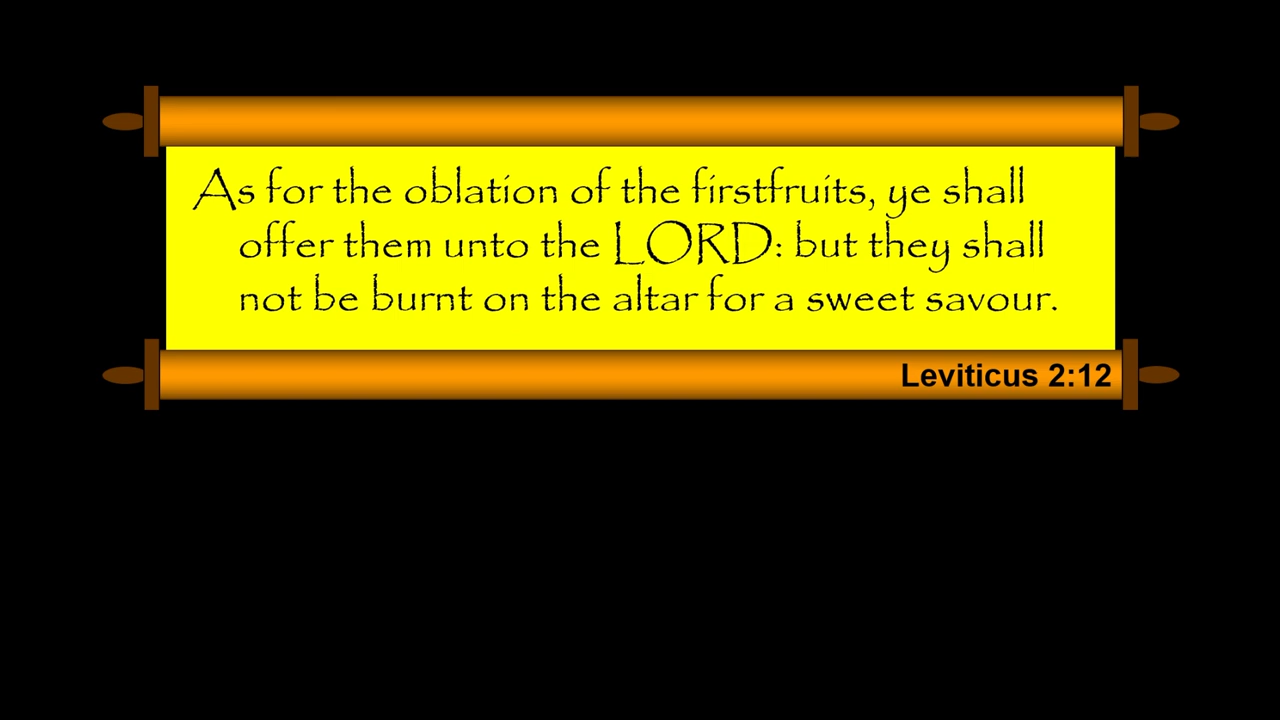 As for the oblation of the firstfruits, ye shall
offer them unto the LORD: but they shall
not be burnt on the altar for a sweet savour.
Leviticus 2:12